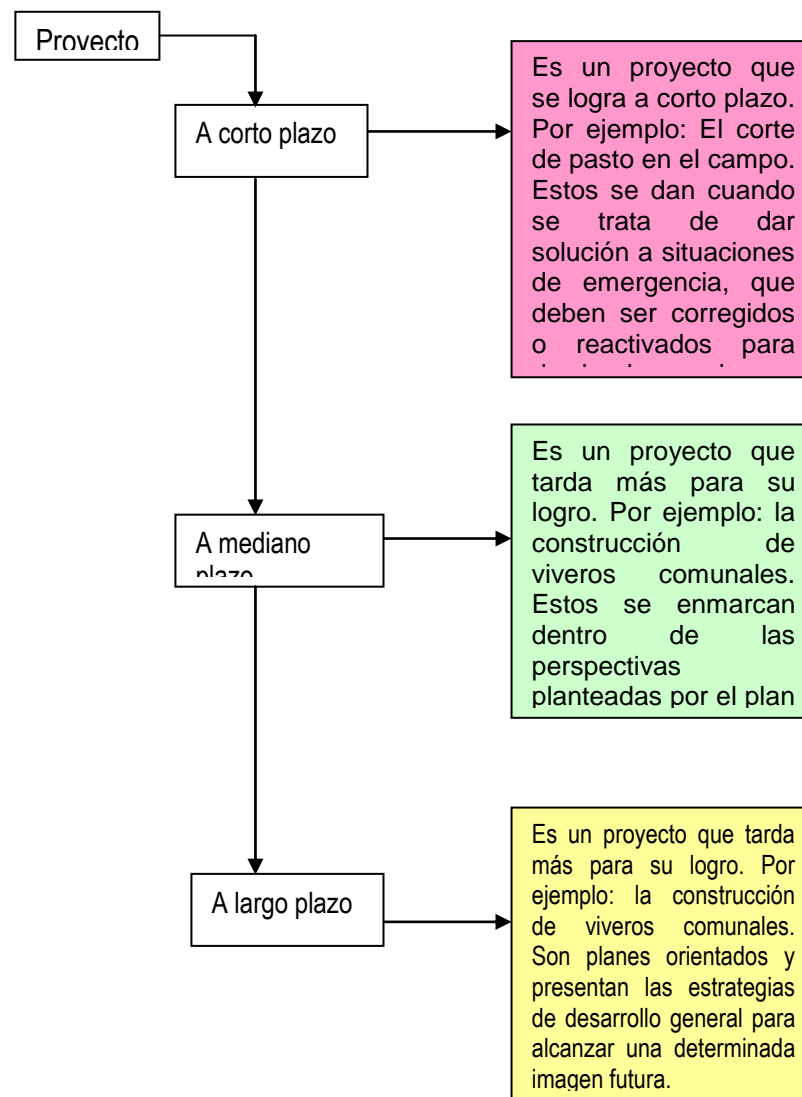 Proyecto
A corto plazo
Es un proyecto que
se logra a corto plazo.
Por ejemplo: El corte
de pasto en el campo.
Estos se dan cuando
se trata de dar
solución a situaciones
de emergencia, que
deben ser corregidos
o reactivados para
A mediano
plazo
Es un proyecto que
tarda más para su
logro. Por ejemplo: la
construcción de
viveros comunales.
Estos se enmarcan
dentro de las
perspectivas
planteadas por el plan
A largo plazo
Es un proyecto que tarda
más para su logro. Por
ejemplo: la construcción
de viveros comunales.
Son planes orientados y
presentan las estrategias
de desarrollo general para
alcanzar una determinada
imagen futura.